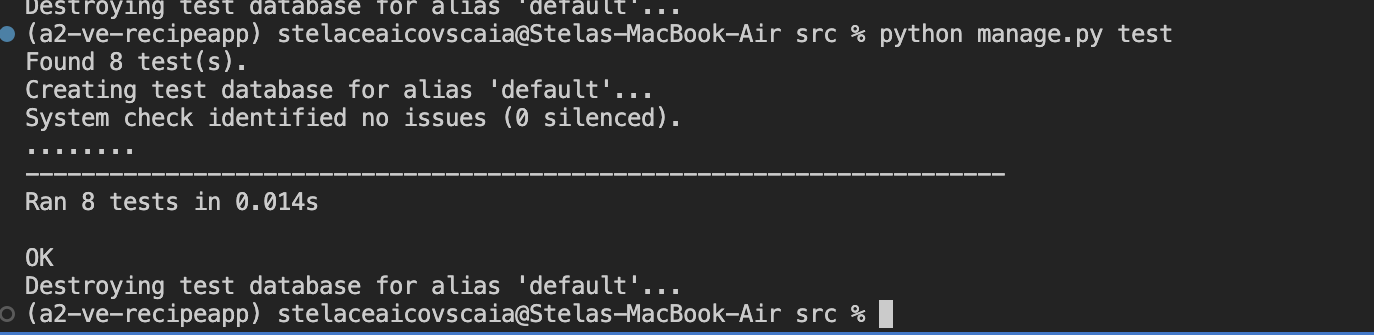 Destroying test database for alias 'default'...
(a2-ve-recipeapp) stelaceaicovscaia@Stelas-MacBook-Air src % python manage.py test
Found 8 test(s).
Creating test database for alias 'default'...
System check identified no issues (0 silenced).
........
----------------------------------------------------------------------
Ran 8 tests in 0.014s
OK
Destroying test database for alias 'default'...
(a2-ve-recipeapp) stelaceaicovscaia@Stelas-MacBook-Air src %